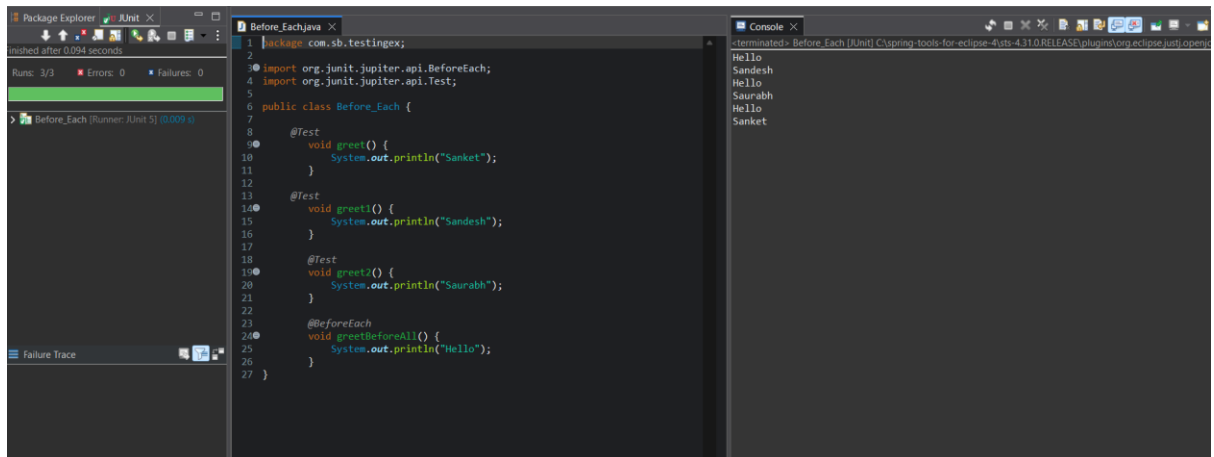 Package Explorer JUnit
Finished after 0.094 seconds
Runs: 3/3 Errors: 0 Failures: 0
Before_Each [Runner: JUnit 5] (0.009 s)
Failure Trace
Before_Each.java
1 package com.sb.testingex;
2
3 import org.junit.jupiter.api.BeforeEach;
4 import org.junit.jupiter.api.Test;
5
6 public class Before_Each {
7
8 @Test
9 void greet() {
10 System.out.println("Sanket");
11 }
12
13 @Test
14 void greet1() {
15 System.out.println("Sandesh");
16 }
17
18 @Test
19 void greet2() {
20 System.out.println("Saurabh");
21 }
22
23 @BeforeEach
24 void greetBeforeAll() {
25 System.out.println("Hello");
26 }
27 }
Console
<terminated> Before_Each [JUnit] C:\spring-tools-for-eclipse-4\sts-4.31.0.RELEASE\plugins\org.eclipse.justj.openjd
Hello
Sandesh
Hello
Saurabh
Hello
Sanket